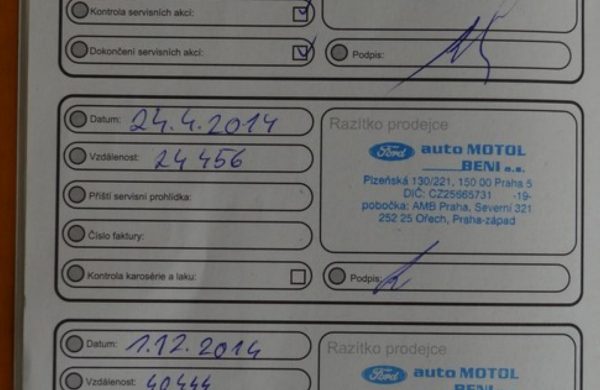 Kontrola servisních akcí:
Dokončení servisních akcí:
Podpis:
Datum: 24.4.2014
Vzdálenost: 24 456
Příští servisní prohlídka:
Číslo faktury:
Kontrola karosérie a laku:
Razítko prodejce
Ford auto MOTOL
BENI a.s.
Plzeňská 130/221, 150 00 Praha 5
DIČ: CZ25665731 -19-
pobočka: AMB Praha, Severní 321
252 25 Ořech, Praha-západ
Podpis:
Datum: 1.12.2014
Vzdálenost: 40444
Razítko prodejce
Ford auto MOTOL
BENI a.s.